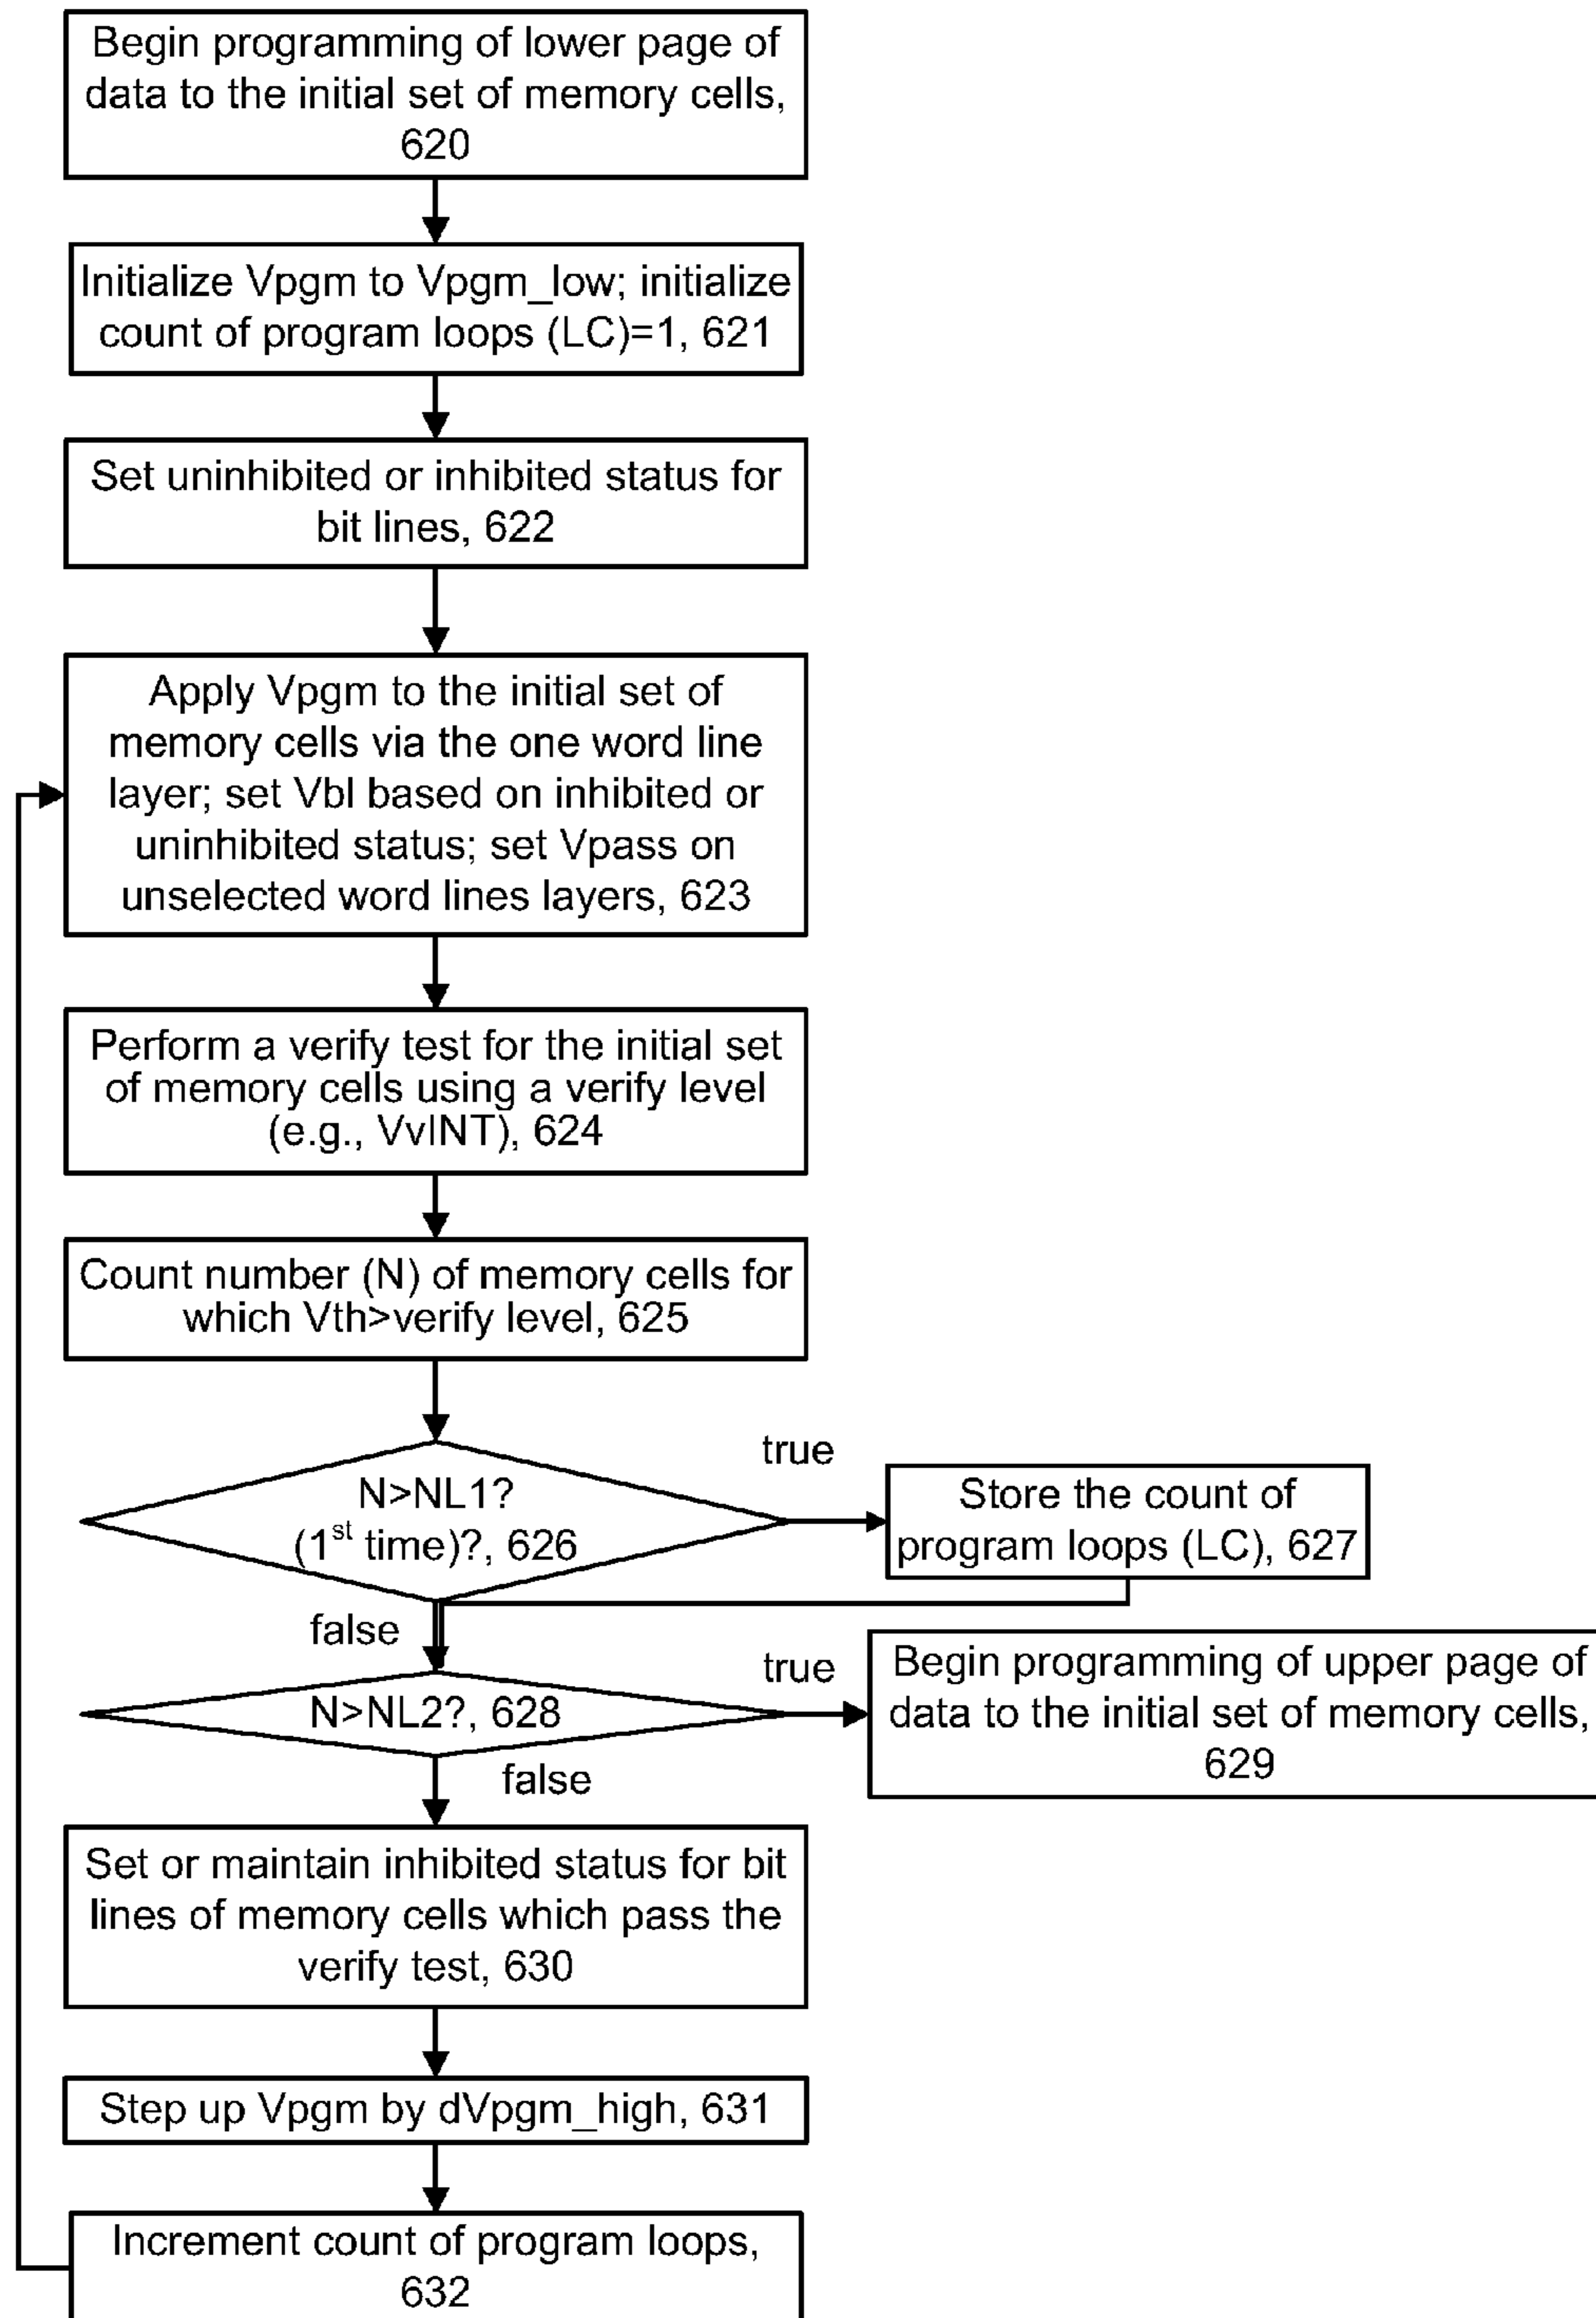 Begin programming of lower page of
data to the initial set of memory cells,
620
Initialize Vpgm to Vpgm_low; initialize
count of program loops (LC)=1, 621
Set uninhibited or inhibited status for
bit lines, 622
Apply Vpgm to the initial set of
memory cells via the one word line
layer; set Vbl based on inhibited or
uninhibited status; set Vpass on
unselected word lines layers, 623
Perform a verify test for the initial set
of memory cells using a verify level
(e.g., VvINT), 624
Count number (N) of memory cells for
which Vth>verify level, 625
N>NL1?
(1st time)?, 626
true
Store the count of
program loops (LC), 627
false
N>NL2?, 628
true
Begin programming of upper page of
data to the initial set of memory cells,
629
false
Set or maintain inhibited status for bit
lines of memory cells which pass the
verify test, 630
Step up Vpgm by dVpgm_high, 631
Increment count of program loops,
632